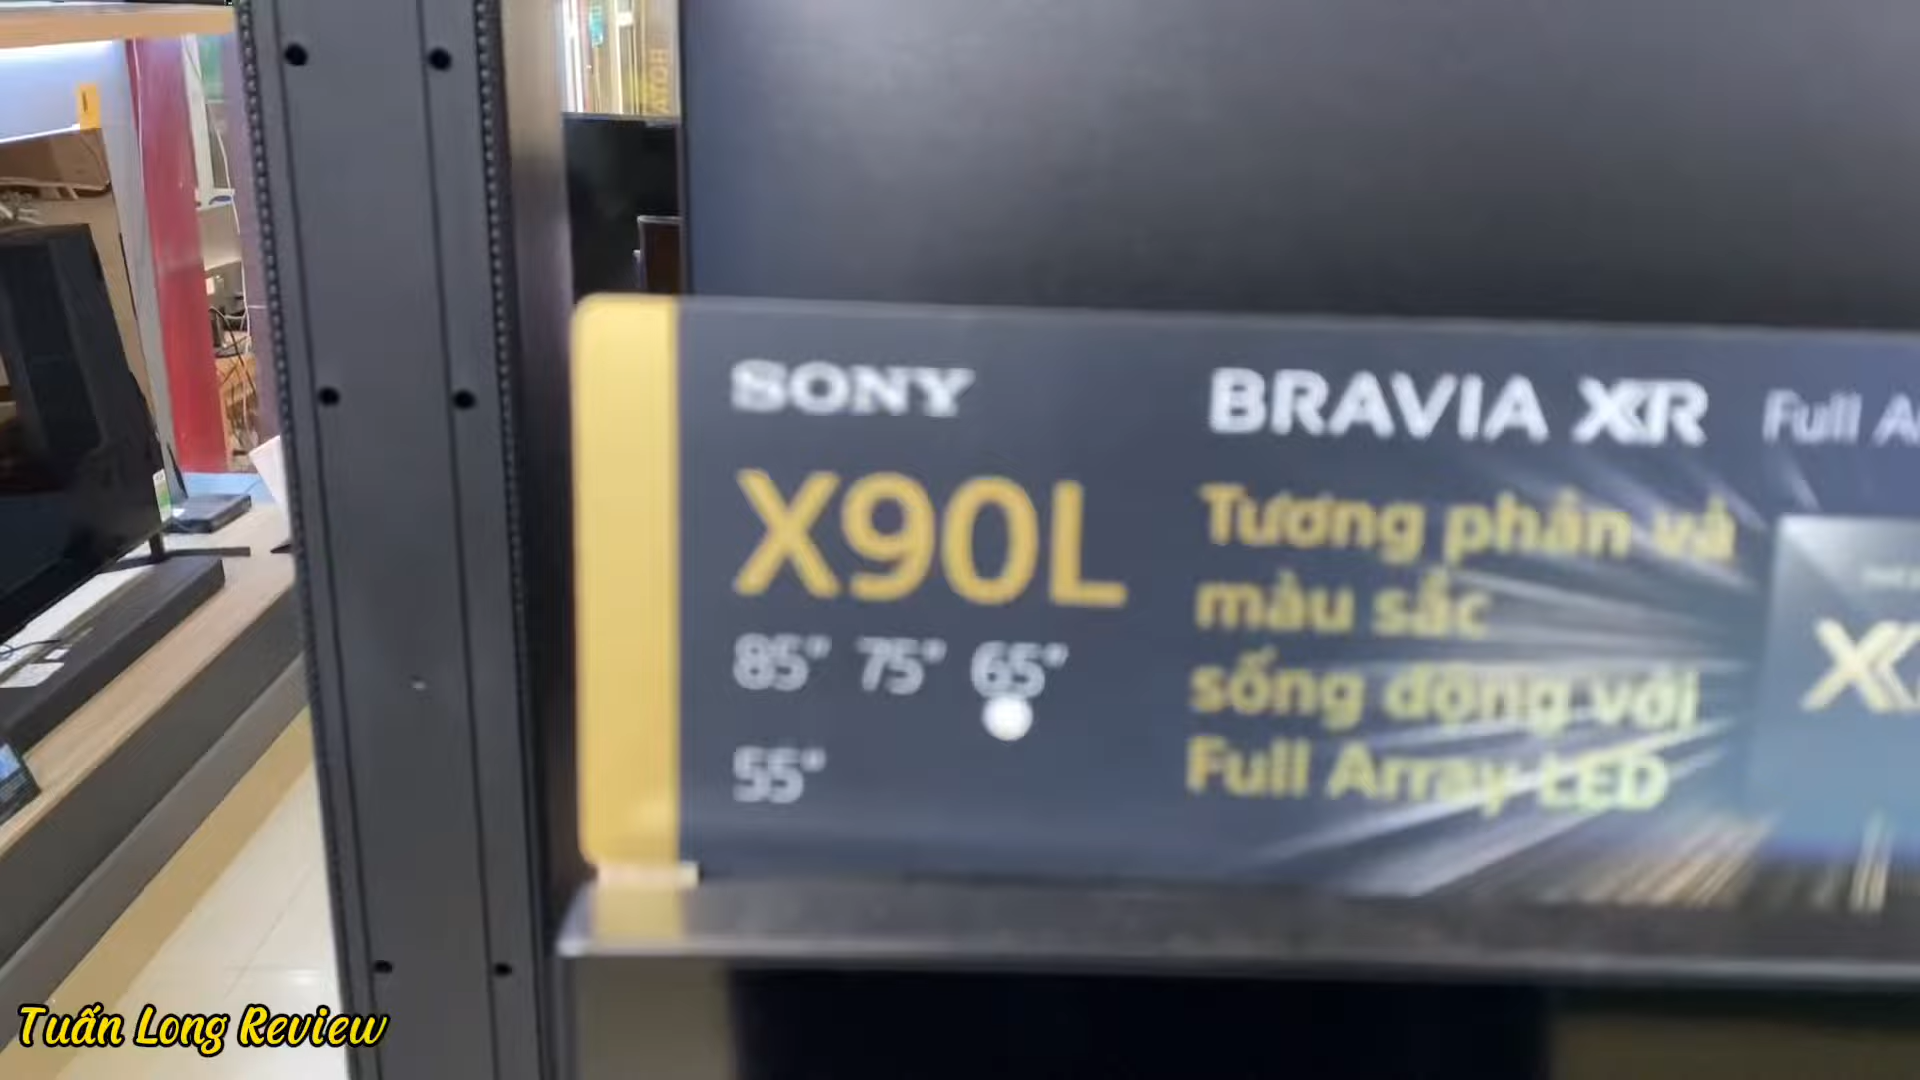 SONY
X90L
85" 75" 65"
55"
BRAVIA XR
Full
Tương phản và
màu sắc
sống động với
Full Array LED
Tuấn Long Review